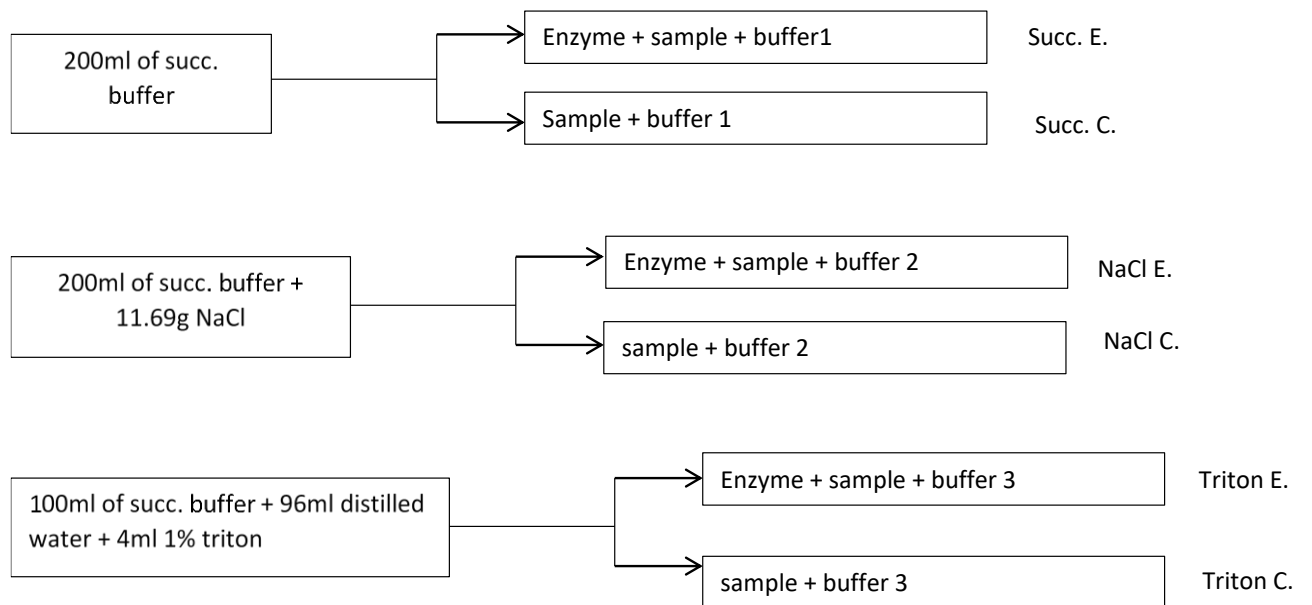 200ml of succ.
buffer
Enzyme + sample + buffer1
Succ. E.
Sample + buffer 1
Succ. C.
200ml of succ. buffer +
11.69g NaCl
Enzyme + sample + buffer 2
NaCl E.
sample + buffer 2
NaCl C.
100ml of succ. buffer + 96ml distilled
water + 4ml 1% triton
Enzyme + sample + buffer 3
Triton E.
sample + buffer 3
Triton C.